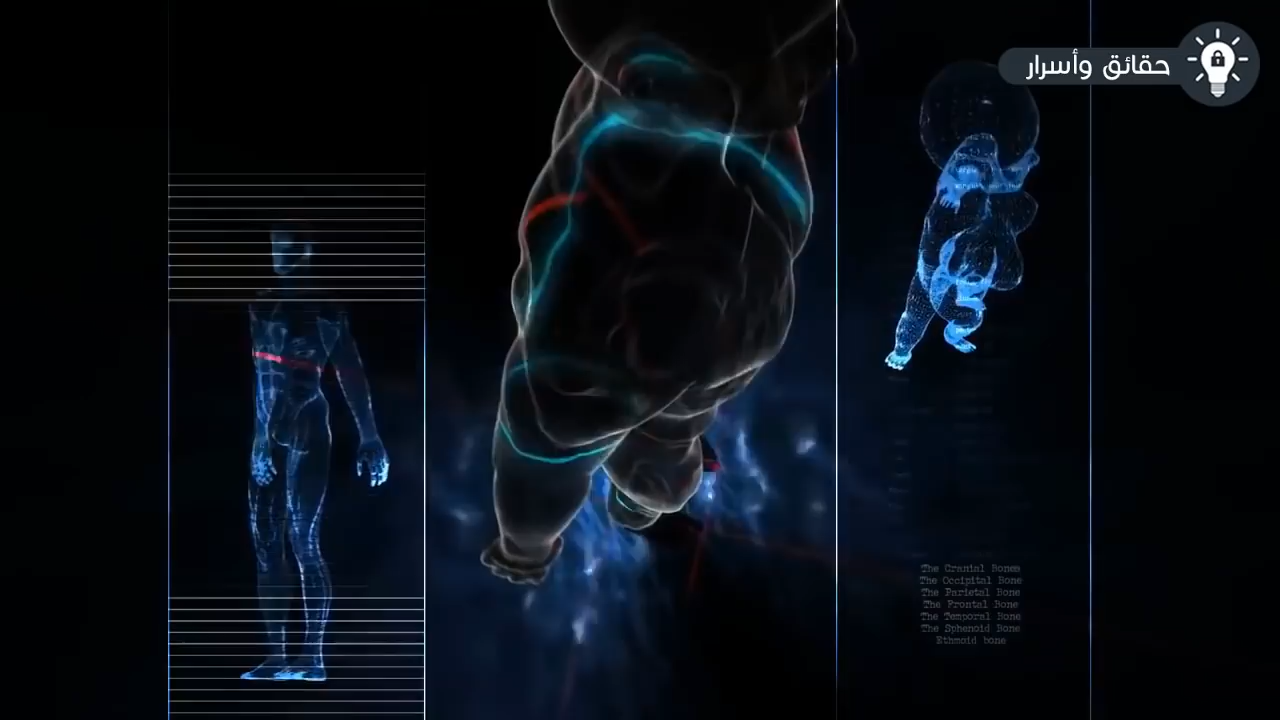 حقائق وأسرار
The Cranial Bones
The Occipital Bone
The Parietal Bone
The Frontal Bone
The Temporal Bone
The Sphenoid Bone
Ethmoid bone